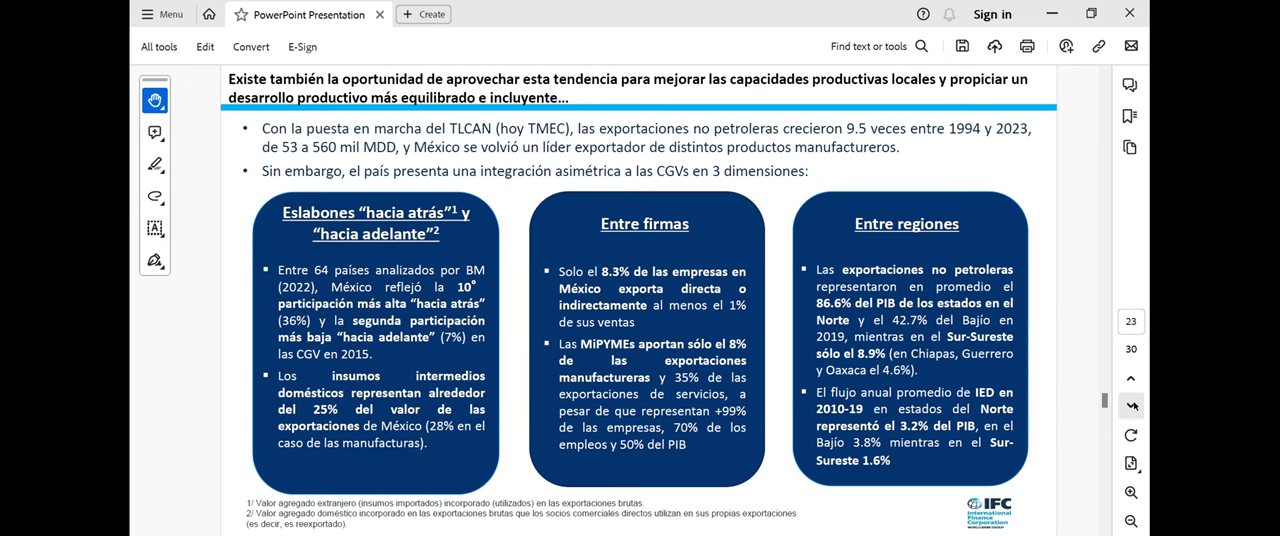 Menu
PowerPoint Presentation
Create
Sign in
All tools
Edit
Convert
E-Sign
Find text or tools
Existe también la oportunidad de aprovechar esta tendencia para mejorar las capacidades productivas locales y propiciar un
desarrollo productivo más equilibrado e incluyente...
• Con la puesta en marcha del TLCAN (hoy TMEC), las exportaciones no petroleras crecieron 9.5 veces entre 1994 y 2023,
de 53 a 560 mil MDD, y México se volvió un líder exportador de distintos productos manufactureros.
• Sin embargo, el país presenta una integración asimétrica a las CGVs en 3 dimensiones:
Eslabones “hacia atrás”1 y
“hacia adelante”2
▪ Entre 64 países analizados por BM
(2022), México reflejó la 10°
participación más alta “hacia atrás”
(36%) y la segunda participación
más baja “hacia adelante” (7%) en
las CGV en 2015.
▪ Los insumos intermedios
domésticos representan alrededor
del 25% del valor de las
exportaciones de México (28% en el
caso de las manufacturas).
Entre firmas
▪ Solo el 8.3% de las empresas en
México exporta directa o
indirectamente al menos el 1%
de sus ventas
▪ Las MiPYMEs aportan sólo el 8%
de las exportaciones
manufactureras y 35% de las
exportaciones de servicios, a
pesar de que representan +99%
de las empresas, 70% de los
empleos y 50% del PIB
Entre regiones
▪ Las exportaciones no petroleras
representaron en promedio el
86.6% del PIB de los estados en el
Norte y el 42.7% del Bajío en
2019, mientras en el Sur-Sureste
sólo el 8.9% (en Chiapas, Guerrero
y Oaxaca el 4.6%).
▪ El flujo anual promedio de IED en
2010-19 en estados del Norte
representó el 3.2% del PIB, en el
Bajío 3.8% mientras en el Sur-
Sureste 1.6%
1/ Valor agregado extranjero (insumos importados) incorporado (utilizados) en las exportaciones brutas.
2/ Valor agregado doméstico incorporado en las exportaciones brutas que los socios comerciales directos utilizan en sus propias exportaciones
(es decir, es reexportado).
IFC
International
Finance
Corporation
WORLD BANK GROUP
23
30